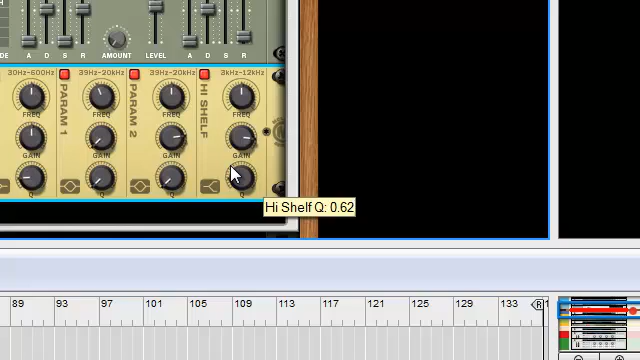 A D S R AMOUNT LEVEL A D S R
30Hz-600Hz 39Hz-20kHz 39Hz-20kHz 3kHz-12kHz
PARAM 1
PARAM 2
HI SHELF
FREQ FREQ FREQ FREQ
GAIN GAIN GAIN GAIN
Q Q Q
Hi Shelf Q: 0.62
89 93 97 101 105 109 113 117 121 125 129 133
R